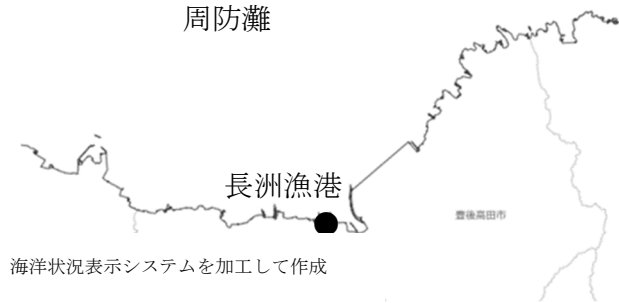 周防灘
長洲漁港
豊後高田市
海洋状況表示システムを加工して作成